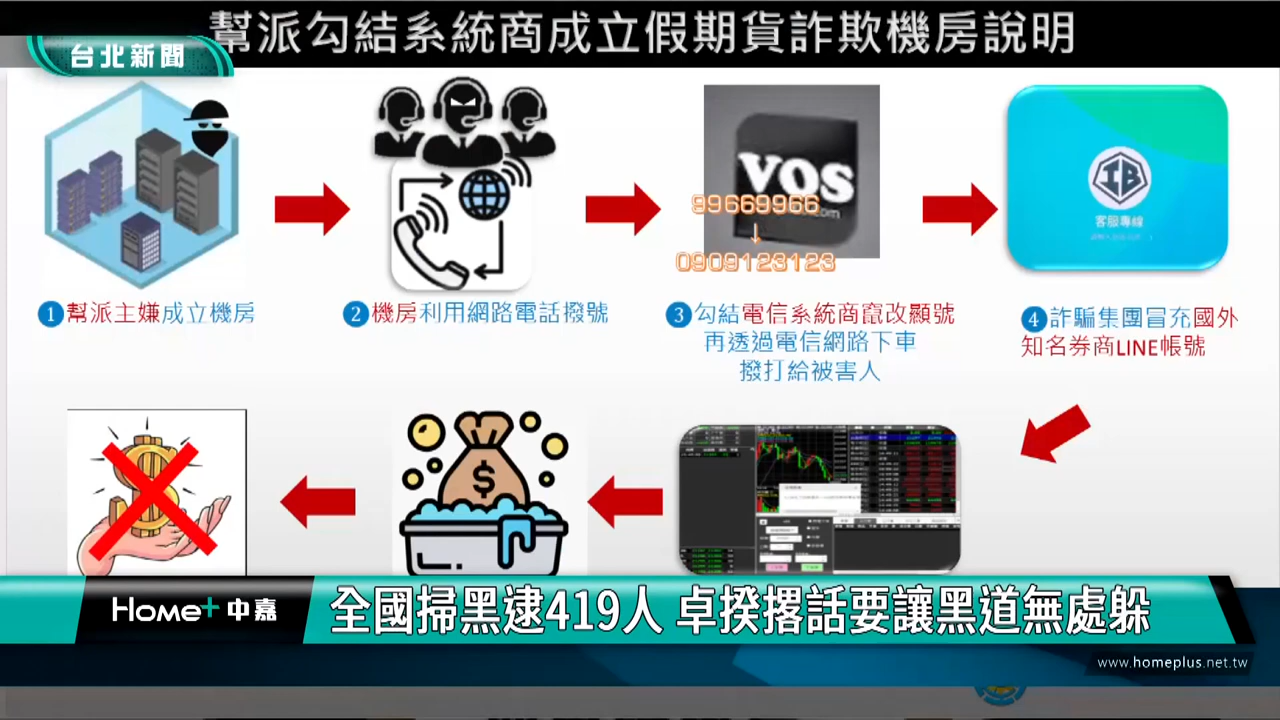 幫派勾結系統商成立假期貨詐欺機房說明
台北新聞
vos
.com
99669966
↓
0909123123
IB
客服專線
1幫派主嫌成立機房
2機房利用網路電話撥號
3勾結電信系統商竄改顯號
再透過電信網路下車
撥打給被害人
4詐騙集團冒充國外
知名券商LINE帳號
$
Home+中嘉
全國掃黑逮419人 卓揆撂話要讓黑道無處躲
www.homeplus.net.tw